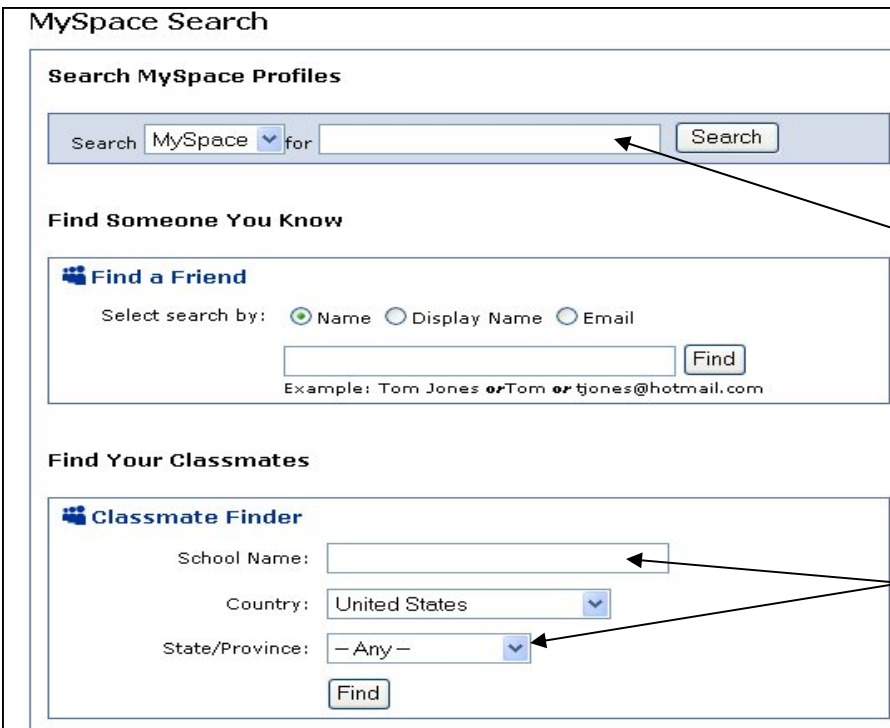 MySpace Search
Search MySpace Profiles
Search MySpace for Search
Find Someone You Know
Find a Friend
Select search by: Name Display Name Email
Find
Example: Tom Jones orTom or tjones@hotmail.com
Find Your Classmates
Classmate Finder
School Name:
Country: United States
State/Province: – Any –
Find